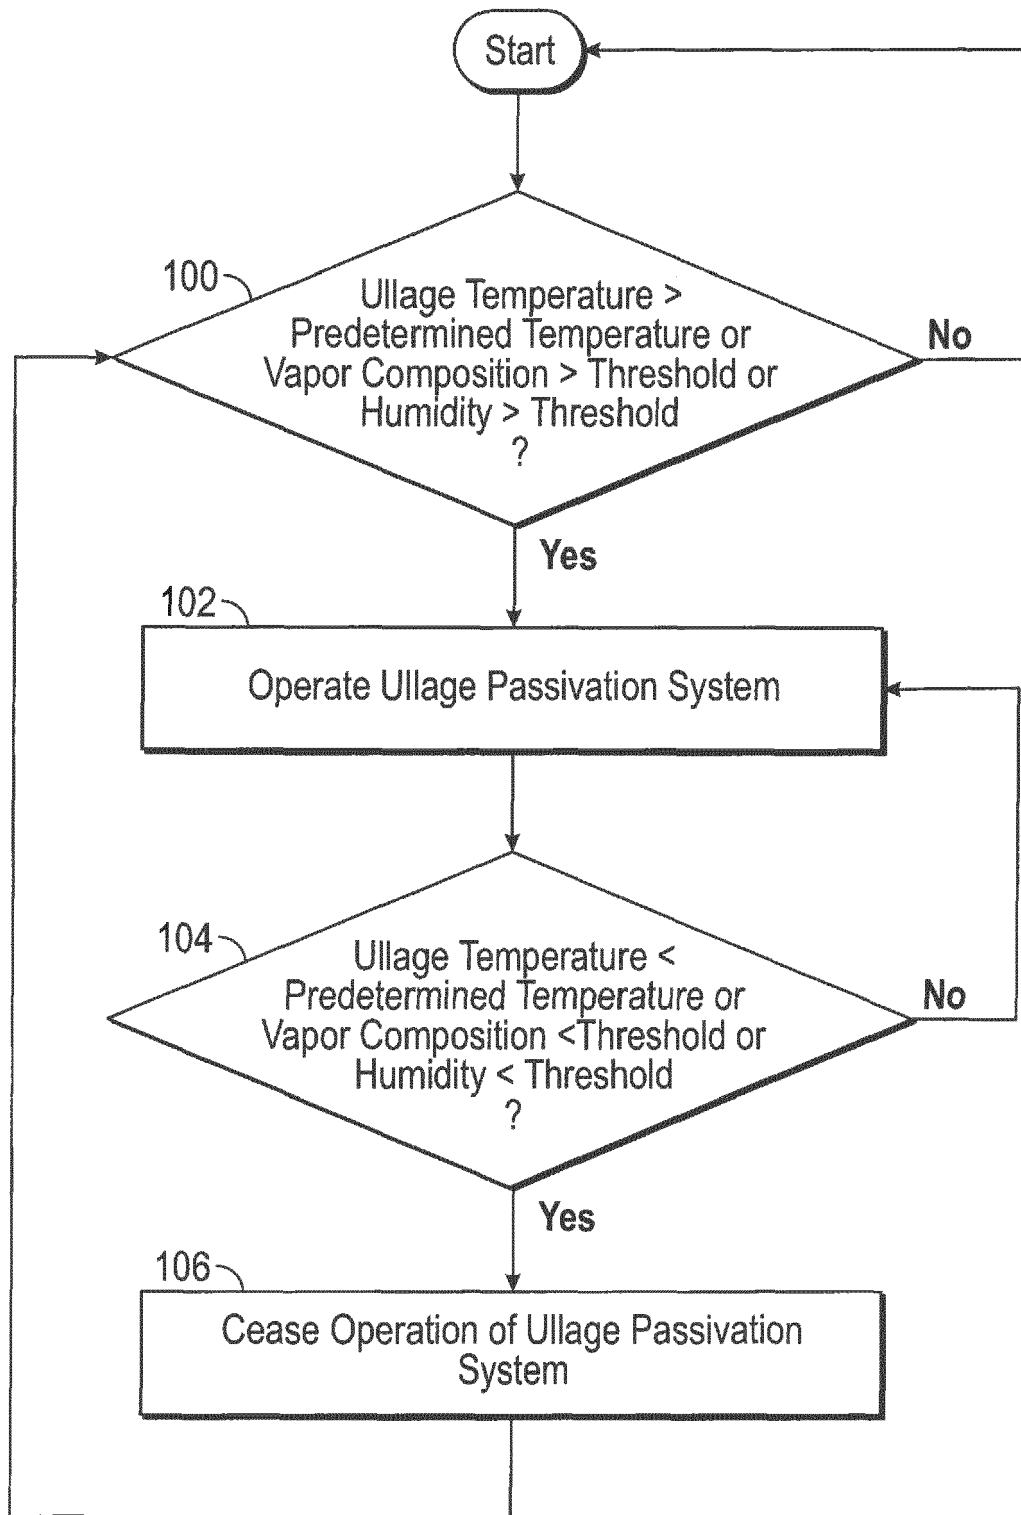 Start
100
Ullage Temperature >
Predetermined Temperature or
Vapor Composition > Threshold or
Humidity > Threshold
?
No
Yes
102
Operate Ullage Passivation System
104
Ullage Temperature <
Predetermined Temperature or
Vapor Composition <Threshold or
Humidity < Threshold
?
No
Yes
106
Cease Operation of Ullage Passivation
System